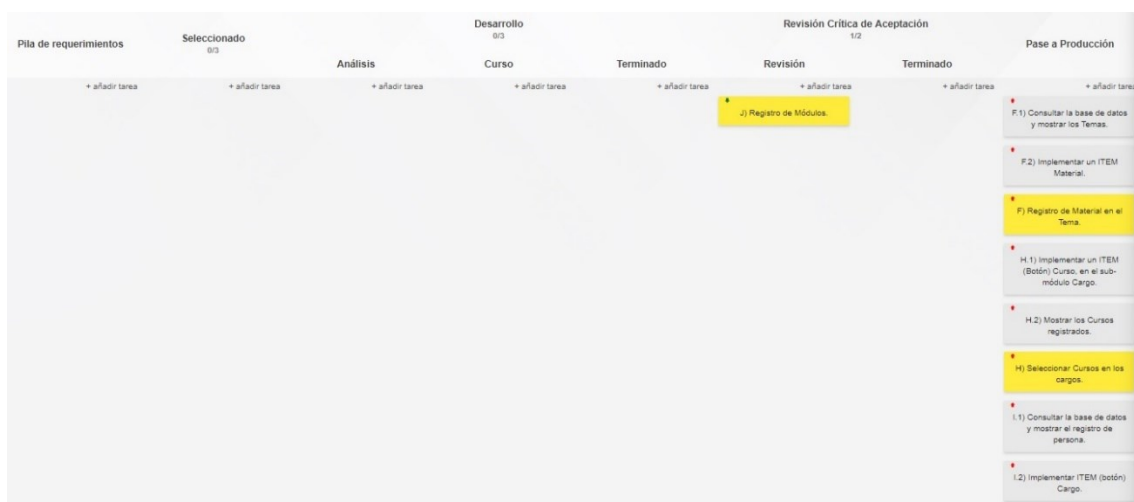 Pila de requerimientos
Seleccionado
0/3
Desarrollo
0/3
Análisis
Curso
Terminado
Revisión Crítica de Aceptación
1/2
Revisión
Terminado
Pase a Producción
+ añadir tarea
+ añadir tarea
+ añadir tarea
+ añadir tarea
+ añadir tarea
+ añadir tarea
+ añadir tarea
+ añadir tarea
J) Registro de Módulos.
F.1) Consultar la base de datos
y mostrar los Temas.
F.2) Implementar un ITEM
Material.
F) Registro de Material en el
Tema.
H.1) Implementar un ITEM
(Botón) Curso, en el sub-
módulo Cargo.
H.2) Mostrar los Cursos
registrados.
H) Seleccionar Cursos en los
cargos.
I.1) Consultar la base de datos
y mostrar el registro de
persona.
I.2) Implementar ITEM (botón)
Cargo.